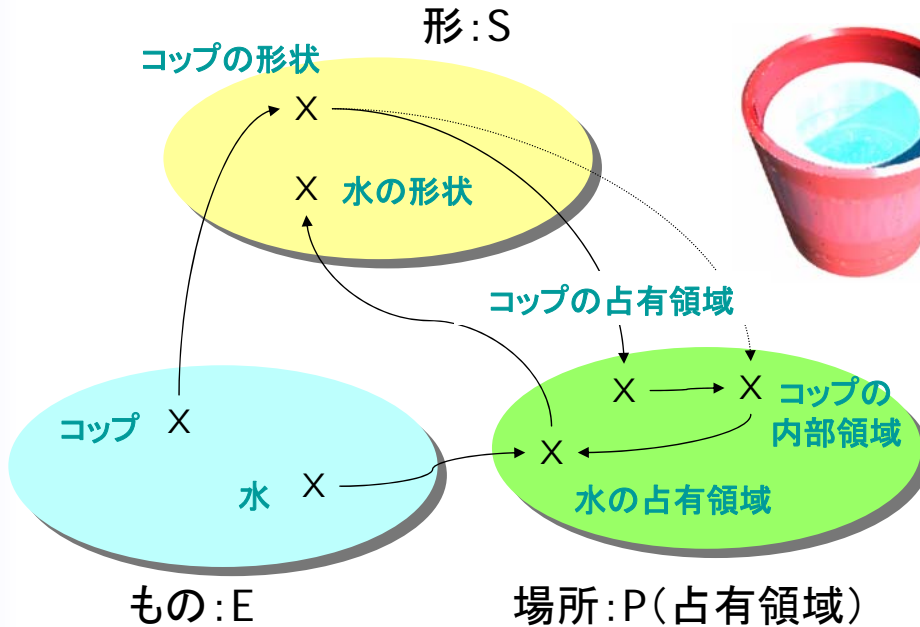 形:S
コップの形状
X
X 水の形状
コップの占有領域
コップ X
水 X
X X コップの
内部領域
X
水の占有領域
もの:E
場所:P(占有領域)